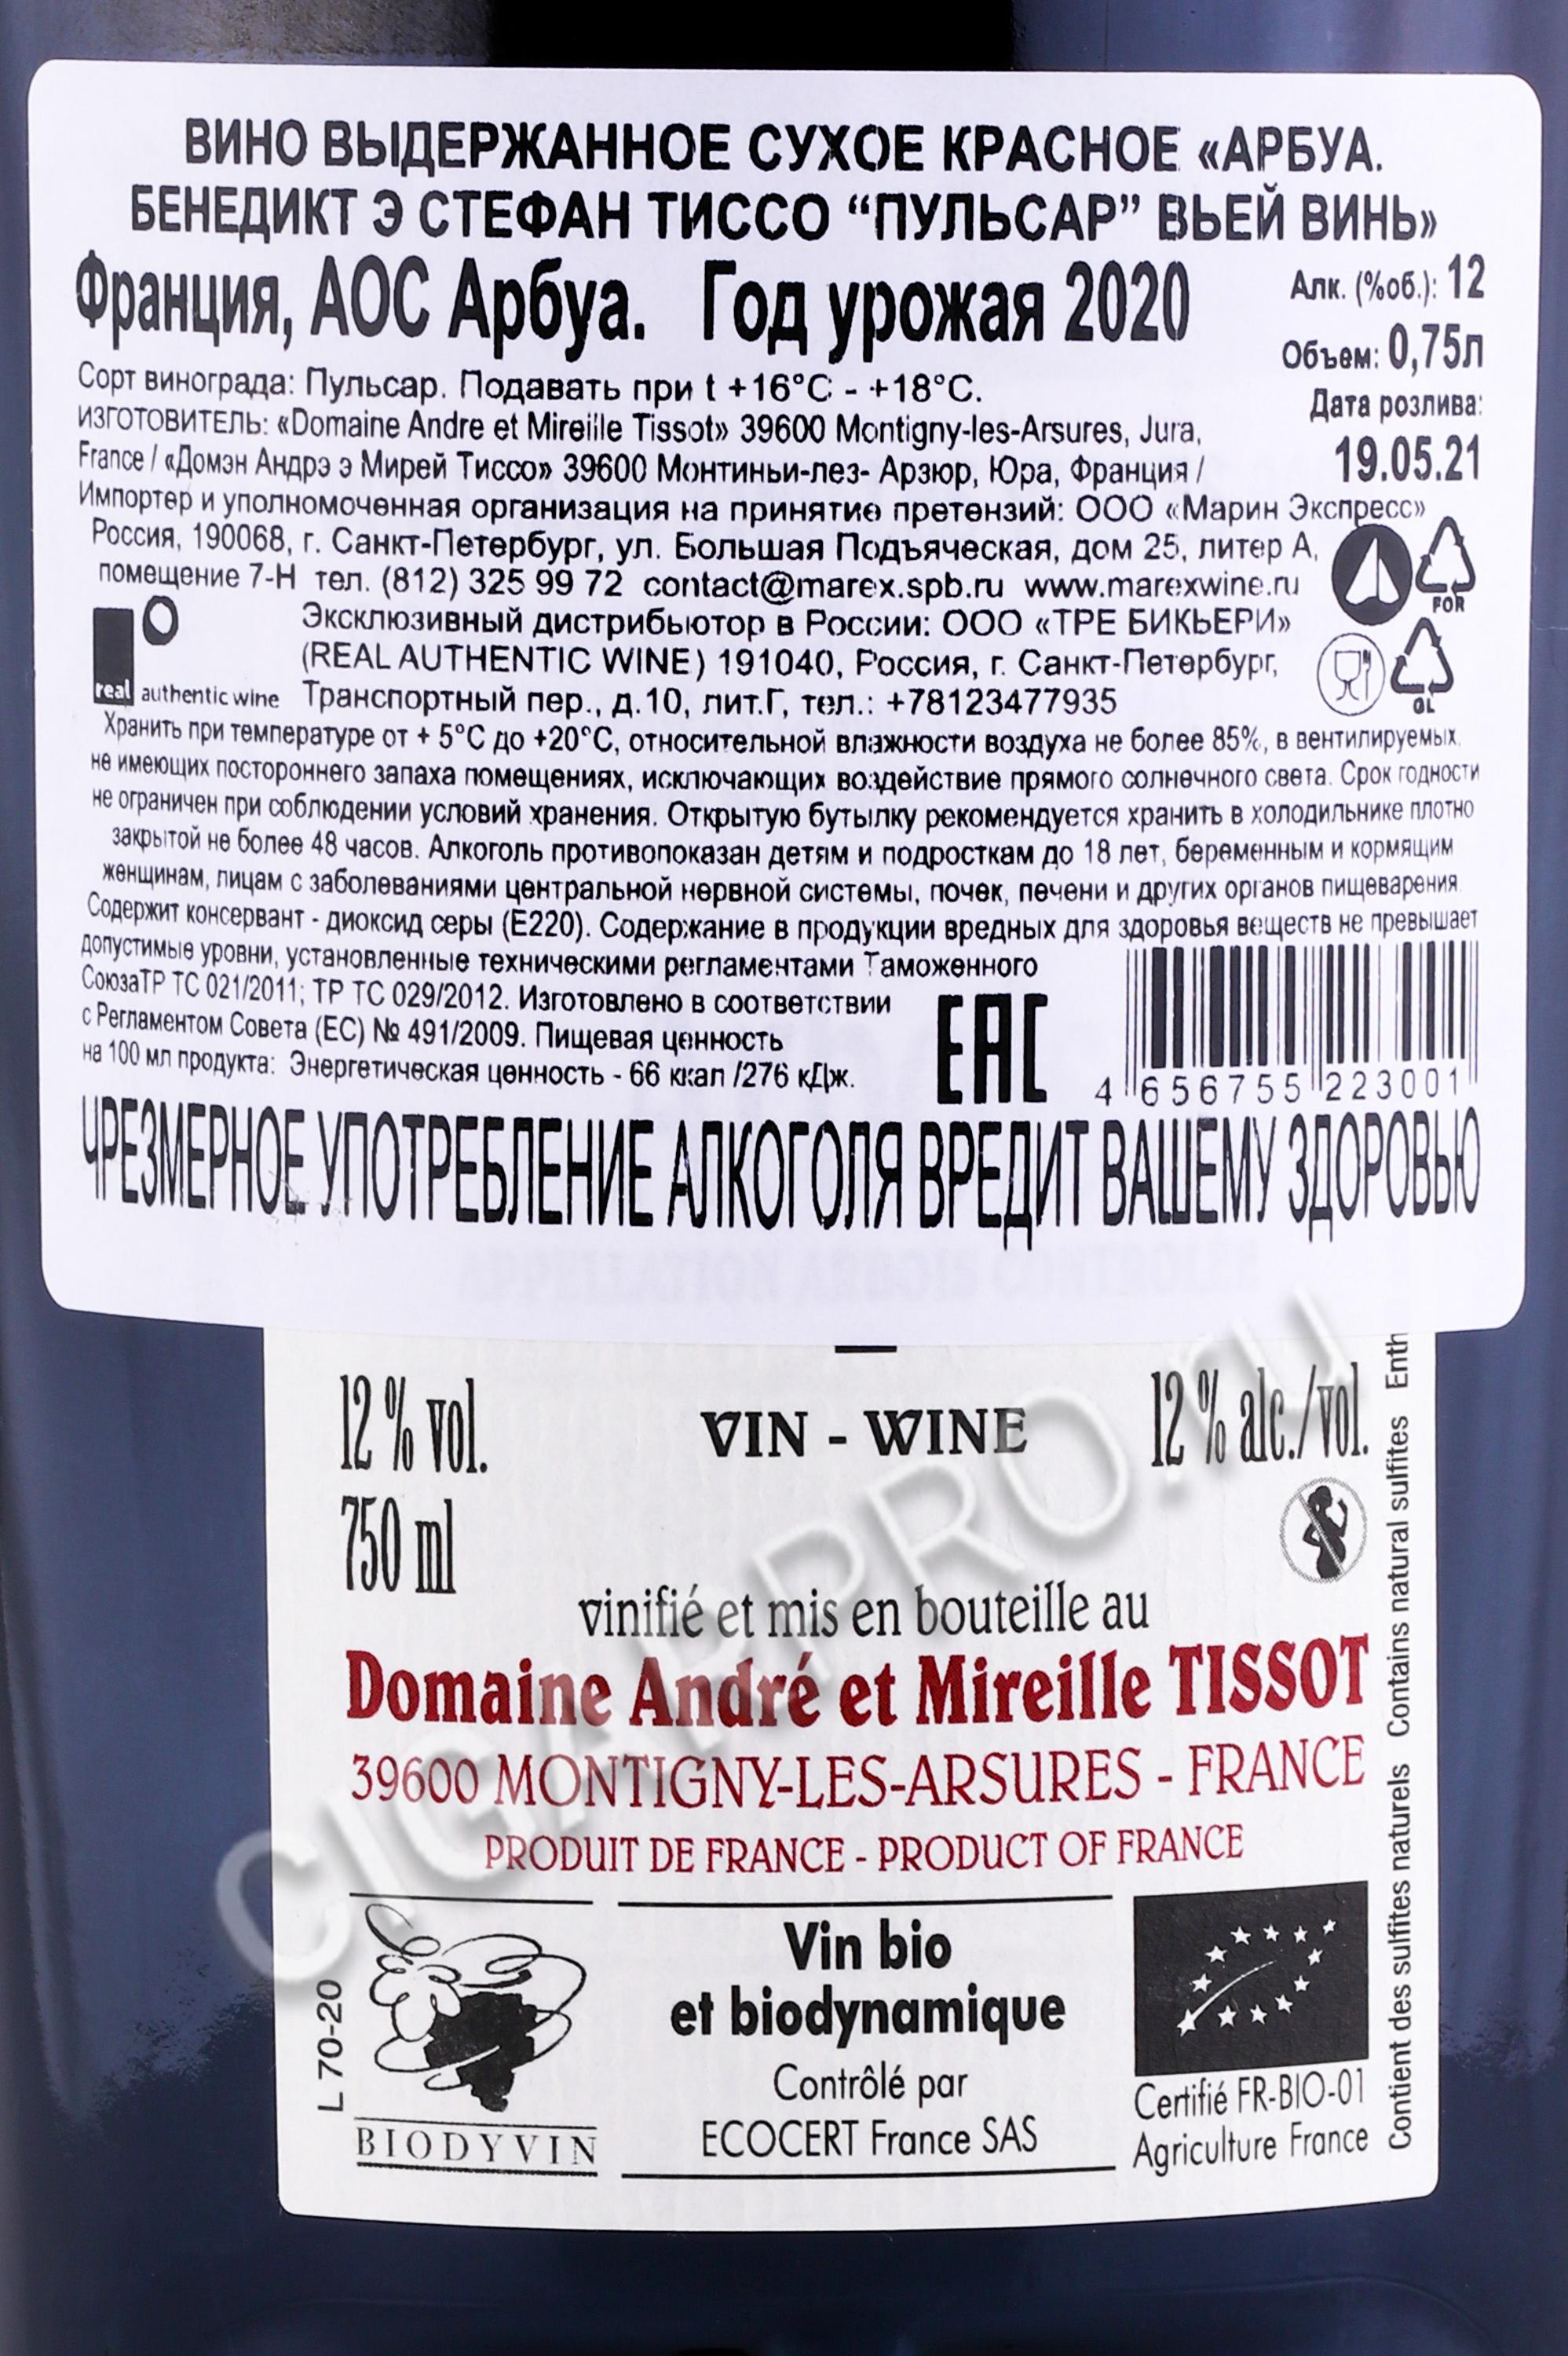 ВИНО ВЫДЕРЖАННОЕ СУХОЕ КРАСНОЕ «АРБУА.
БЕНЕДИКТ Э СТЕФАН ТИССО “ПУЛЬСАР” ВЬЕЙ ВИНЬ»
Франция, АОС Арбуа. Год урожая 2020
Алк. (%об.): 12
Объем: 0,75л
Дата розлива:
19.05.21
Сорт винограда: Пульсар. Подавать при t +16°C - +18°C.
ИЗГОТОВИТЕЛЬ: «Domaine Andre et Mireille Tissot» 39600 Montigny-les-Arsures, Jura,
France / «Домэн Андрэ э Мирей Тиссо» 39600 Монтиньи-лез- Арзюр, Юра, Франция /
Импортер и уполномоченная организация на принятие претензий: ООО «Марин Экспресс»
Россия, 190068, г. Санкт-Петербург, ул. Большая Подъяческая, дом 25, литер А,
помещение 7-Н тел. (812) 325 99 72 contact@marex.spb.ru www.marexwine.ru
FOR
Эксклюзивный дистрибьютор в России: ООО «ТРЕ БИКЬЕРИ»
(REAL AUTHENTIC WINE) 191040, Россия, г. Санкт-Петербург,
real authentic wine Транспортный пер., д.10, лит.Г, тел.: +78123477935
GL
Хранить при температуре от + 5°C до +20°C, относительной влажности воздуха не более 85%, в вентилируемых,
не имеющих постороннего запаха помещениях, исключающих воздействие прямого солнечного света. Срок годности
не ограничен при соблюдении условий хранения. Открытую бутылку рекомендуется хранить в холодильнике плотно
закрытой не более 48 часов. Алкоголь противопоказан детям и подросткам до 18 лет, беременным и кормящим
женщинам, лицам с заболеваниями центральной нервной системы, почек, печени и других органов пищеварения.
Содержит консервант - диоксид серы (Е220). Содержание в продукции вредных для здоровья веществ не превышает
допустимые уровни, установленные техническими регламентами Таможенного
СоюзаТР ТС 021/2011; ТР ТС 029/2012. Изготовлено в соответствии
с Регламентом Совета (ЕС) № 491/2009. Пищевая ценность
на 100 мл продукта: Энергетическая ценность - 66 ккал /276 кДж.
EAC
4 656755 223001
ЧРЕЗМЕРНОЕ УПОТРЕБЛЕНИЕ АЛКОГОЛЯ ВРЕДИТ ВАШЕМУ ЗДОРОВЬЮ
APPELLATION ARBOIS CONTROLÉE
12 % vol.
VIN - WINE
12 % alc./vol.
750 ml
vinifié et mis en bouteille au
Domaine André et Mireille TISSOT
39600 MONTIGNY-LES-ARSURES - FRANCE
PRODUIT DE FRANCE - PRODUCT OF FRANCE
L 70-20
BIODYVIN
Vin bio
et biodynamique
Contrôlé par
ECOCERT France SAS
Certifié FR-BIO-01
Agriculture France
Contient des sulfites naturels Contains natural sulfites Enth
CIGARPRO.ru